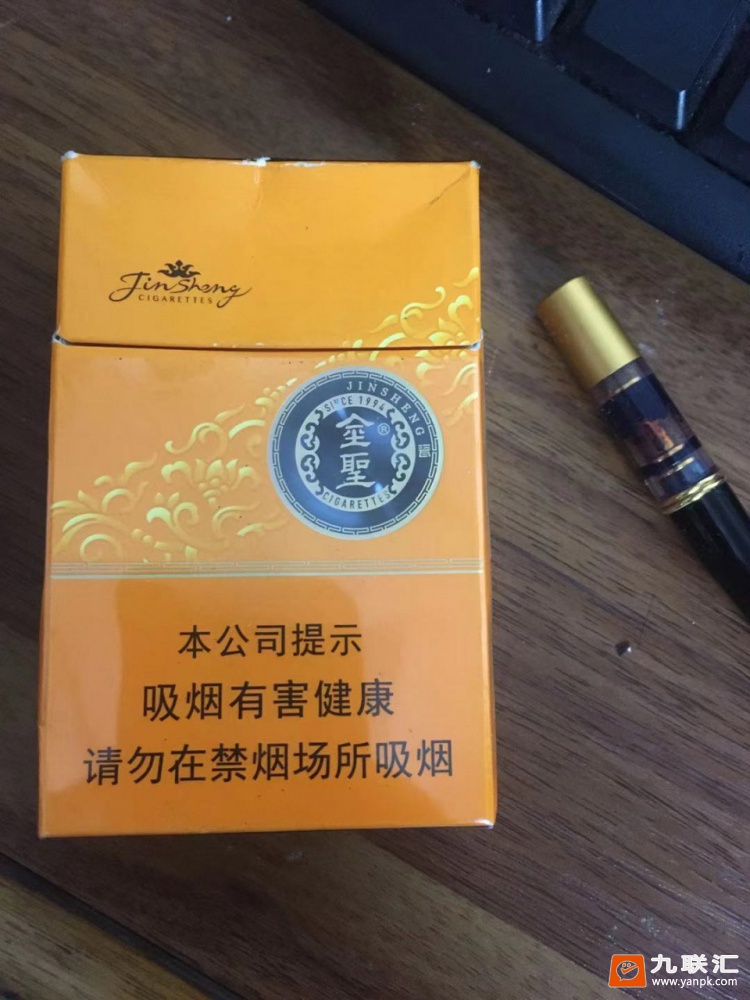 Jinsheng
CIGARETTES
JINSHENG
SINCE 1994
金聖®
CIGARETTES
本公司提示
吸烟有害健康
请勿在禁烟场所吸烟
九联汇
www.yanpk.com